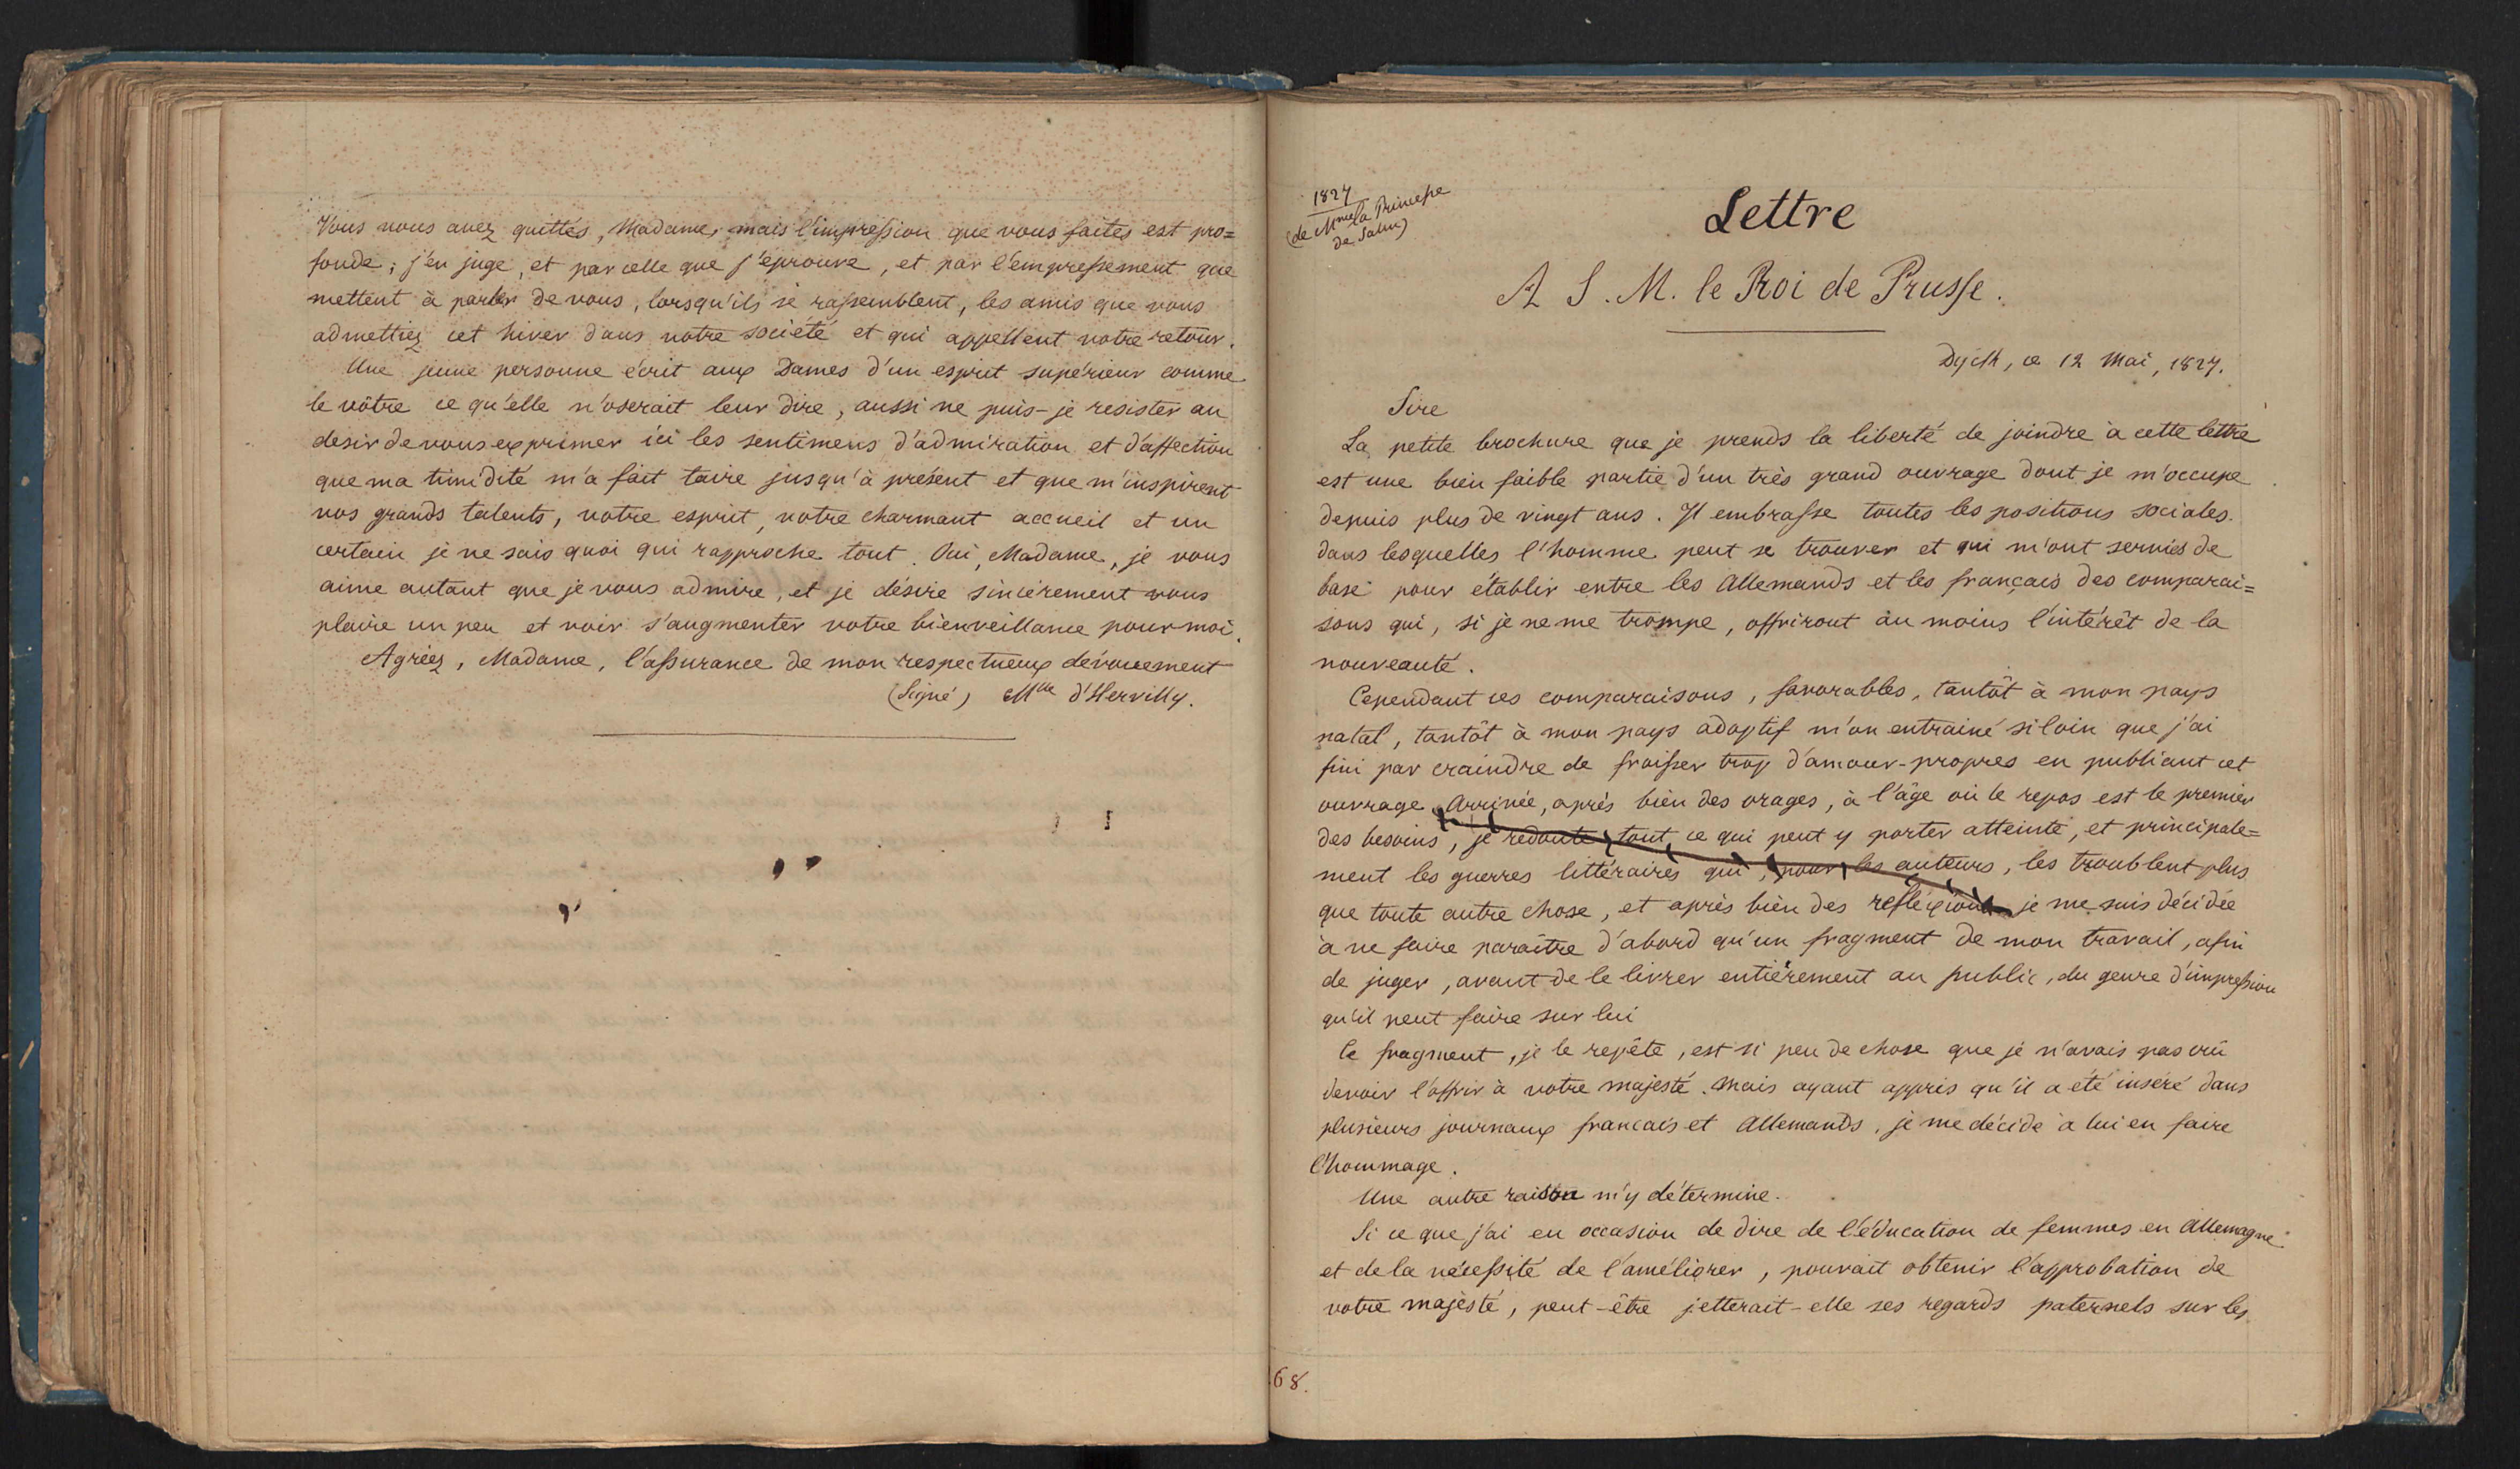 Vous nous avez quittés, Madame, mais l'impression que vous faites est pro=
fonde; j'en juge, et par celle que j'éprouve, et par l'empressement que
mettent à parler de vous, lorsqu'ils se rassemblent, les amis que vous
admettiez cet hiver dans votre société et qui appellent votre retour.
Une jeune personne écrit aux Dames d'un esprit supérieur comme
le vôtre ce qu'elle n'oserait leur dire, aussi ne puis-je resister au
desir de vous exprimer ici les sentimens d'admiration et d'affection
que ma timidité m'a fait taire jusqu'à présent et que m'inspirent
vos grands talents, votre esprit, votre charmant accueil et un
certain je ne sais quoi qui rapproche tout. Oui, Madame, je vous
aime autant que je vous admire, et je désire sincèrement vous
plaire un peu et voir s'augmenter votre bienveillance pour moi.
Agréez, Madame, l'assurance de mon respectueux dévouement
(Signé) Mlle d'Hervilly.
1827
(de Mme la Princesse
de Salm)
Lettre
A S. M. le Roi de Prusse.
Dyck, ce 12 Mai, 1827.
Sire
La petite brochure que je prends la liberté de joindre à cette lettre
est une bien faible partie d'un très grand ouvrage dont je m'occupe
depuis plus de vingt ans. Il embrasse toutes les positions sociales
dans lesquelles l'homme peut se trouver et qui m'ont servies de
base pour établir entre les Allemands et les français des comparai=
sons qui, si je ne me trompe, offriront au moins l'intérêt de la
nouveauté.
Cependant ces comparaisons, favorables, tantôt à mon pays
natal, tantôt à mon pays adoptif m'on entrainé si loin que j'ai
fini par craindre de froisser trop d'amour-propres en publiant cet
ouvrage. Arrivée, après bien des orages, à l'âge où le repos est le premier
des besoins, je redoute tout ce qui peut y porter atteinte, et principale=
ment les guerres littéraires qui, pour les auteurs, les troublent plus
que toute autre chose, et après bien des refléxions je me suis décidée
à ne faire paraître d'abord qu'un fragment de mon travail, afin
de juger, avant de le livrer entièrement au public, du genre d'impression
qu'il peut faire sur lui
Ce fragment, je le repête, est si peu de chose que je n'avais pas crû
devoir l'offrir à votre majesté. Mais ayant appris qu'il a été inséré dans
plusieurs journaux francais et Allemands, je me décide à lui en faire
l'hommage.
Une autre raison m'y détermine.
Si ce que j'ai eu occasion de dire de l'éducation de femmes en Allemagne
et de la nécessité de l'améliorer, pouvait obtenir l'approbation de
votre majesté, peut-être jetterait-elle ses regards paternels sur les
68.